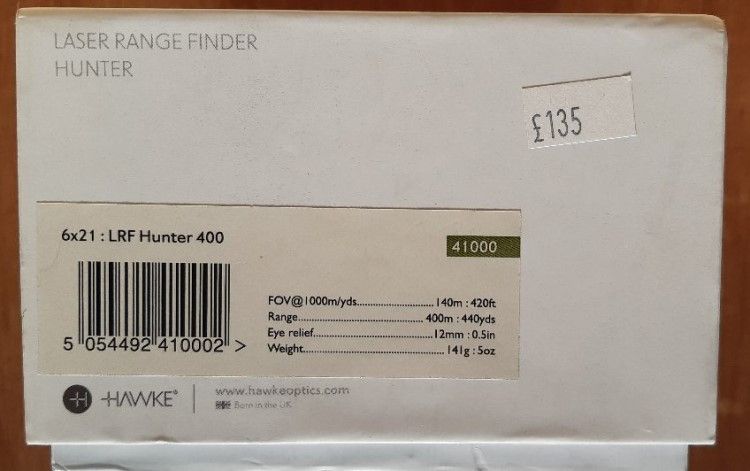 LASER RANGE FINDER
HUNTER
£135
6x21 : LRF Hunter 400
41000
FOV@1000m/yds..........................140m : 420ft
Range..........................400m : 440yds
Eye relief..........................12mm : 0.5in
Weight..........................141g : 5oz
5 054492 410002 >
H HAWKE®
www.hawkeoptics.com
Born in the UK